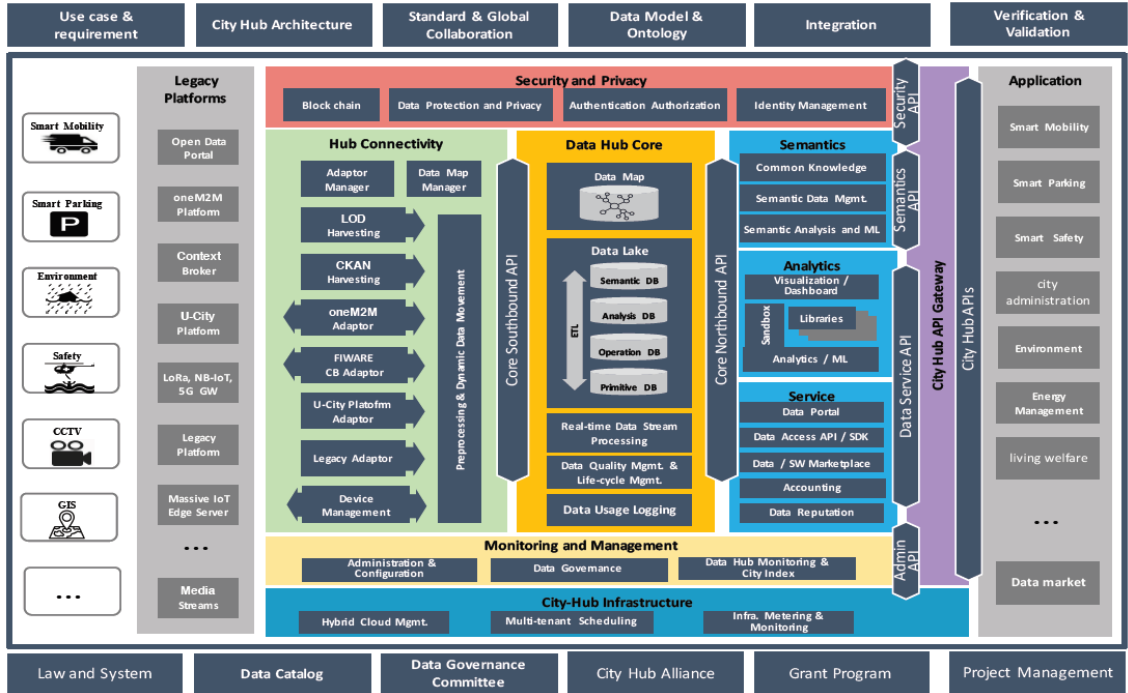 Use case &
requirement
City Hub Architecture
Standard & Global
Collaboration
Data Model &
Ontology
Integration
Verification &
Validation
Smart Mobility
Smart Parking
P
Environment
Safety
CCTV
GIS
...
Legacy
Platforms
Open Data
Portal
oneM2M
Platform
Context
Broker
U-City
Platform
LoRa, NB-IoT,
5G GW
Legacy
Platform
Massive IoT
Edge Server
...
Media
Streams
Security and Privacy
Block chain
Data Protection and Privacy
Authentication Authorization
Identity Management
Hub Connectivity
Adaptor
Manager
Data Map
Manager
LOD
Harvesting
CKAN
Harvesting
oneM2M
Adaptor
FIWARE
CB Adaptor
U-City Platofrm
Adaptor
Legacy Adaptor
Device
Management
Preprocessing & Dynamic Data Movement
Core Southbound API
Data Hub Core
Data Map
Data Lake
ETL
Semantic DB
Analysis DB
Operation DB
Primitive DB
Real-time Data Stream
Processing
Data Quality Mgmt. &
Life-cycle Mgmt.
Data Usage Logging
Core Northbound API
Semantics
Common Knowledge
Semantic Data Mgmt.
Semantic Analysis and ML
Analytics
Visualization /
Dashboard
Sandbox
Libraries
Analytics / ML
Service
Data Portal
Data Access API / SDK
Data / SW Marketplace
Accounting
Data Reputation
Security
API
Semantics
API
Data Service API
Admin
API
City Hub API Gateway
City Hub APIs
Monitoring and Management
Administration &
Configuration
Data Governance
Data Hub Monitoring &
City Index
City-Hub Infrastructure
Hybrid Cloud Mgmt.
Multi-tenant Scheduling
Infra. Metering &
Monitoring
Application
Smart Mobility
Smart Parking
Smart Safety
city
administration
Environment
Energy
Management
living welfare
...
Data market
Law and System
Data Catalog
Data Governance
Committee
City Hub Alliance
Grant Program
Project Management